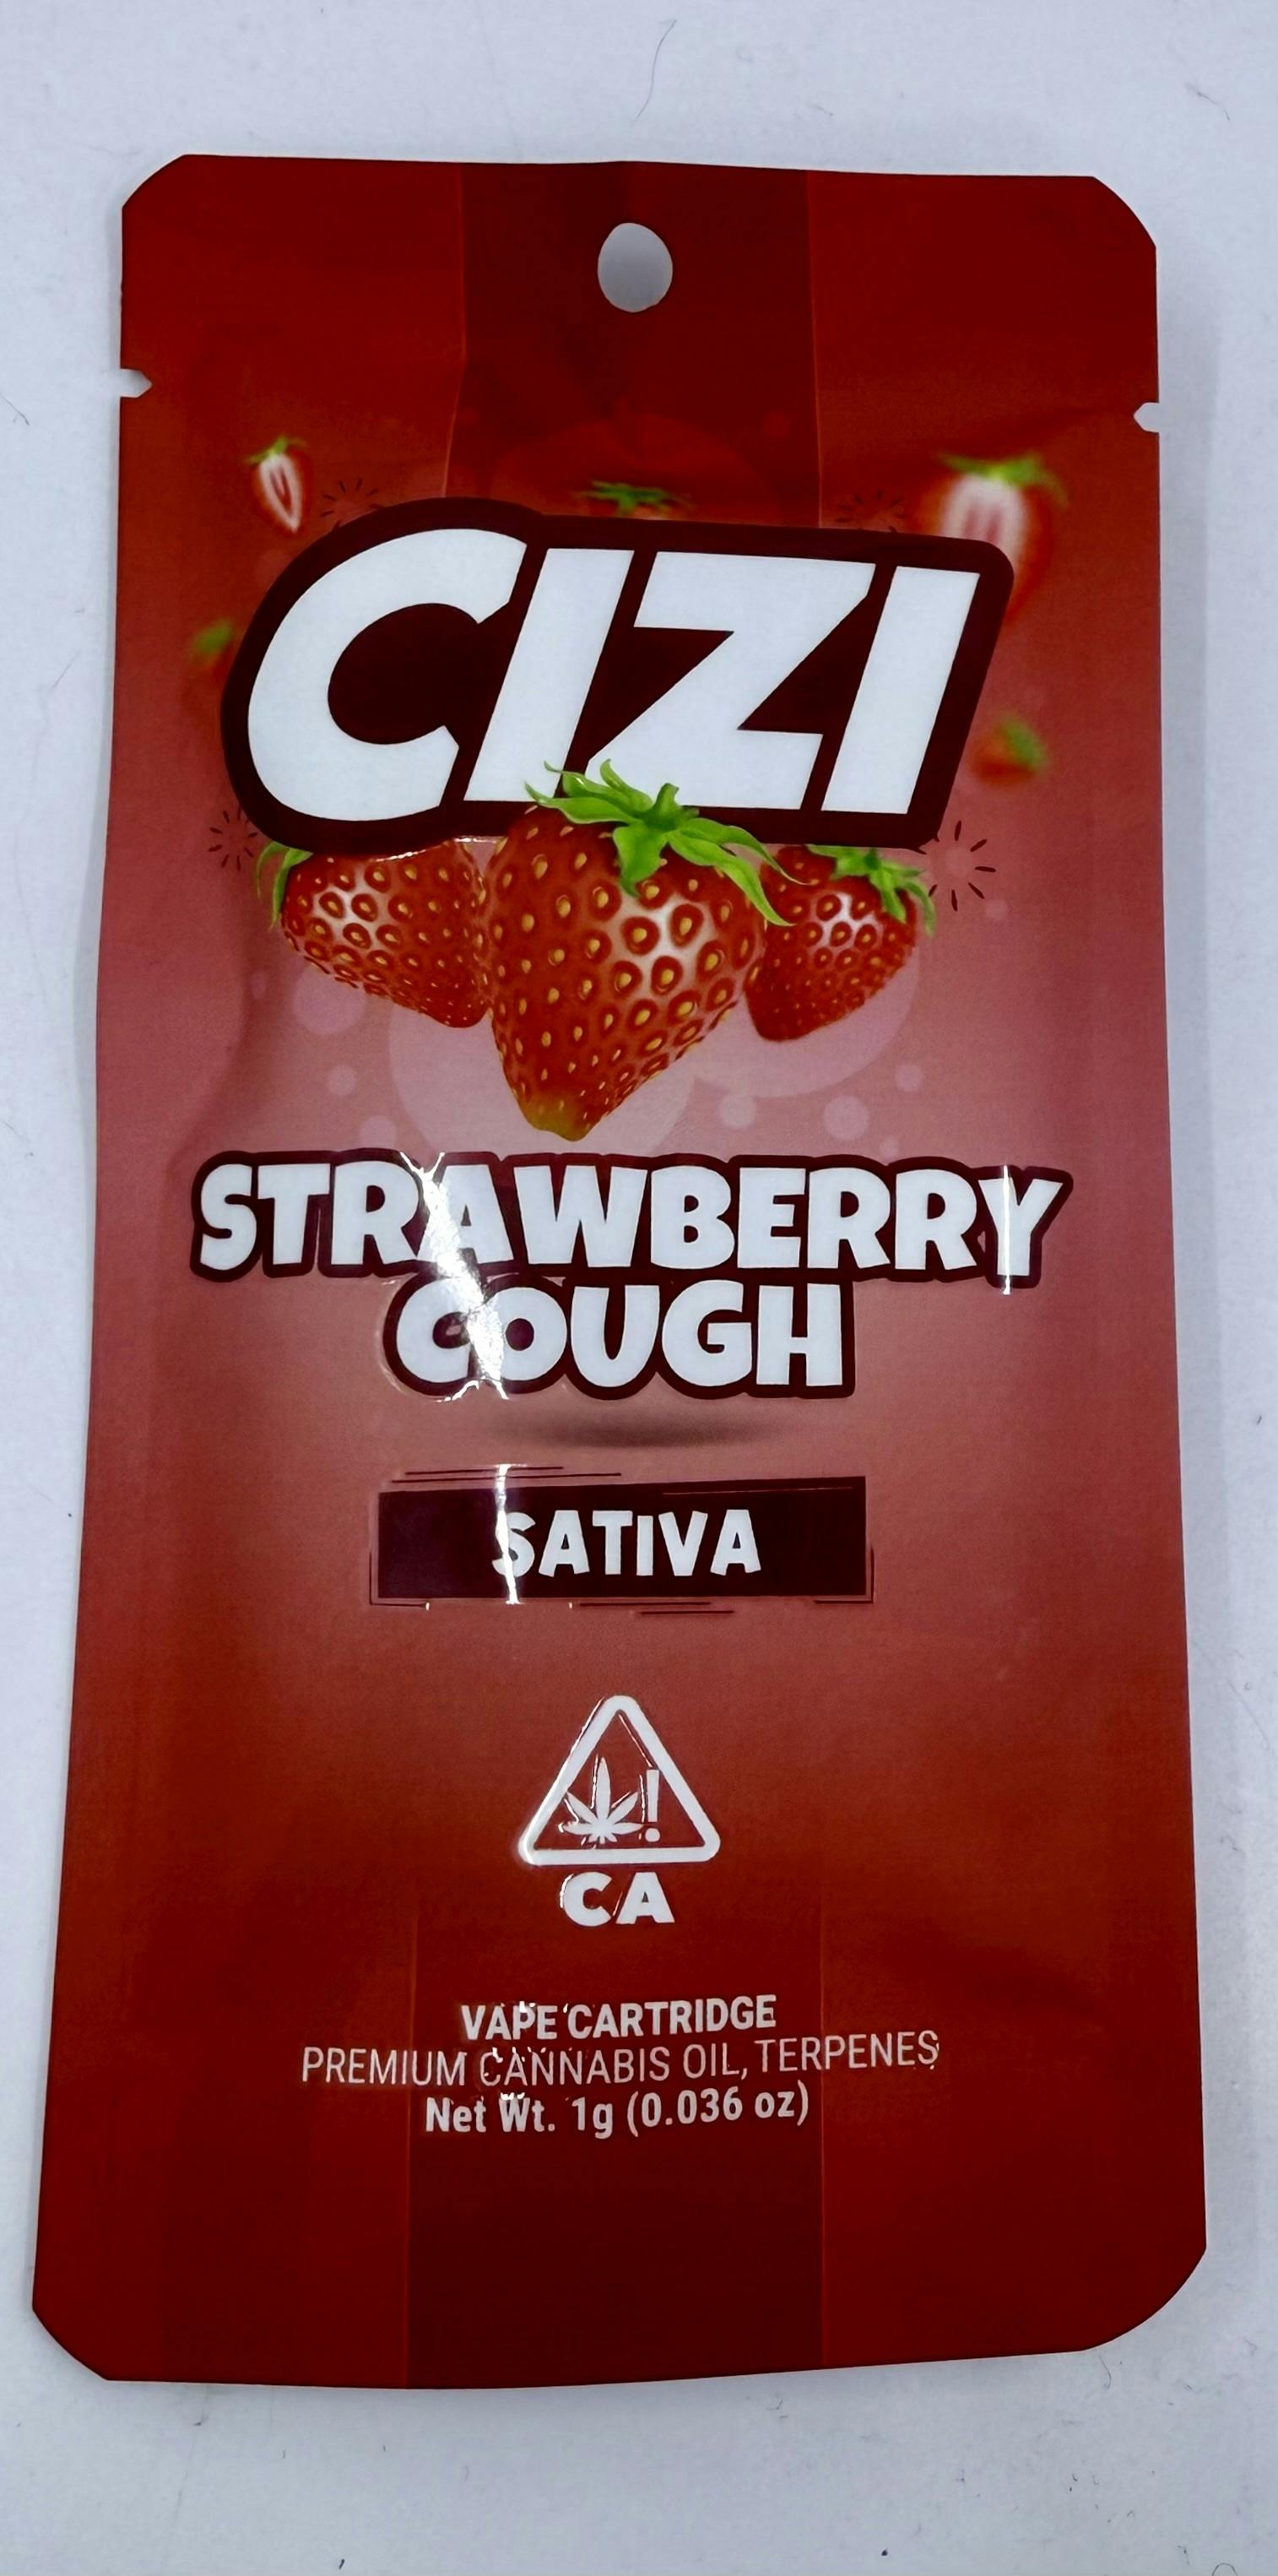 CIZI
STRAWBERRY
COUGH
SATIVA
!
CA
VAPE CARTRIDGE
PREMIUM CANNABIS OIL, TERPENES
Net Wt. 1g (0.036 oz)